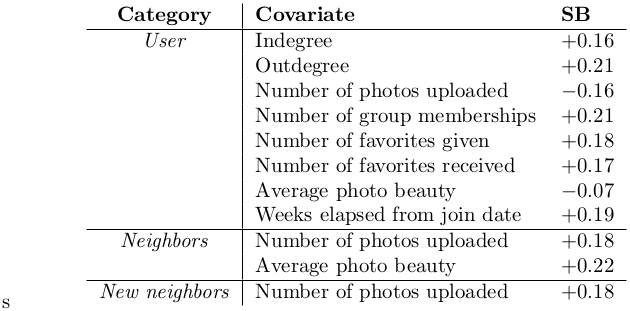 Category Covariate SB
User Indegree +0.16
Outdegree +0.21
Number of photos uploaded −0.16
Number of group memberships +0.21
Number of favorites given +0.18
Number of favorites received +0.17
Average photo beauty −0.07
Weeks elapsed from join date +0.19
Neighbors Number of photos uploaded +0.18
Average photo beauty +0.22
New neighbors Number of photos uploaded +0.18
s